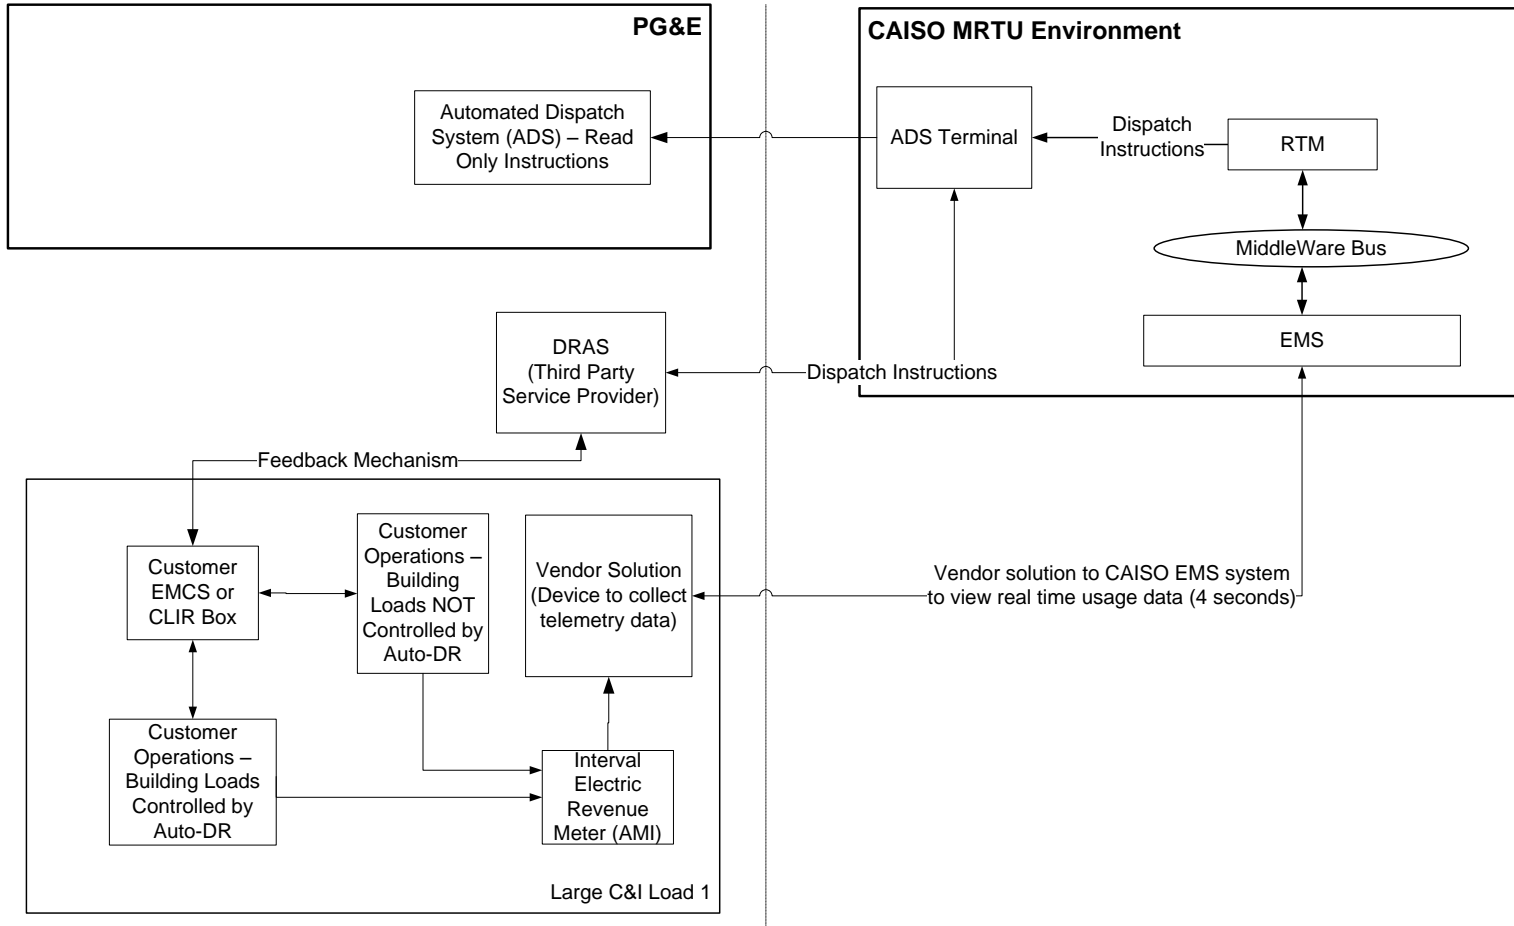 PG&E
Automated Dispatch
System (ADS) – Read
Only Instructions
CAISO MRTU Environment
ADS Terminal
Dispatch
Instructions
RTM
MiddleWare Bus
EMS
DRAS
(Third Party
Service Provider)
Dispatch Instructions
Feedback Mechanism
Customer
EMCS or
CLIR Box
Customer
Operations –
Building
Loads NOT
Controlled by
Auto-DR
Vendor Solution
(Device to collect
telemetry data)
Vendor solution to CAISO EMS system
to view real time usage data (4 seconds)
Customer
Operations –
Building Loads
Controlled by
Auto-DR
Interval
Electric
Revenue
Meter (AMI)
Large C&I Load 1